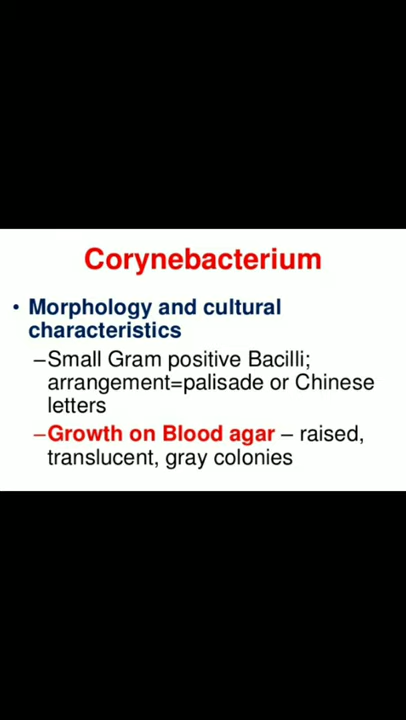 Corynebacterium
• Morphology and cultural
characteristics
–Small Gram positive Bacilli;
arrangement=palisade or Chinese
letters
–Growth on Blood agar – raised,
translucent, gray colonies